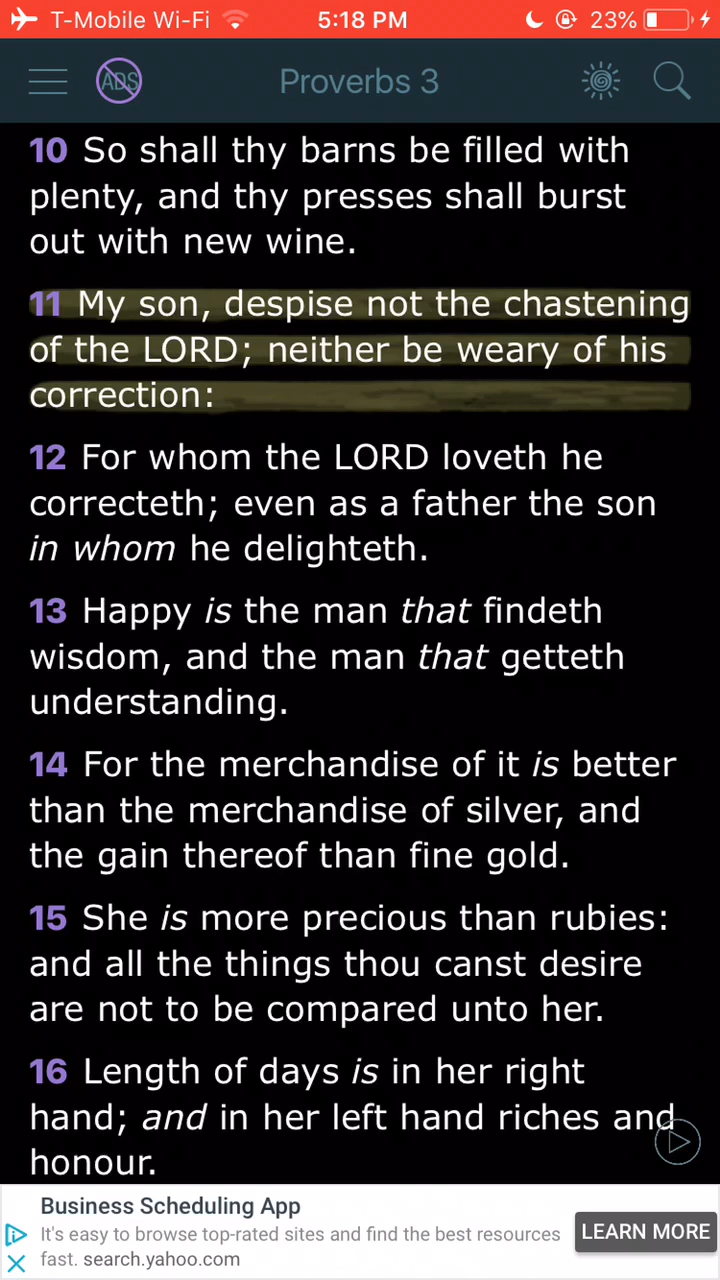 T-Mobile Wi-Fi 5:18 PM 23%
ADS Proverbs 3
10 So shall thy barns be filled with
plenty, and thy presses shall burst
out with new wine.
11 My son, despise not the chastening
of the LORD; neither be weary of his
correction:
12 For whom the LORD loveth he
correcteth; even as a father the son
in whom he delighteth.
13 Happy is the man that findeth
wisdom, and the man that getteth
understanding.
14 For the merchandise of it is better
than the merchandise of silver, and
the gain thereof than fine gold.
15 She is more precious than rubies:
and all the things thou canst desire
are not to be compared unto her.
16 Length of days is in her right
hand; and in her left hand riches and
honour.
Business Scheduling App
It's easy to browse top-rated sites and find the best resources
fast. search.yahoo.com
LEARN MORE